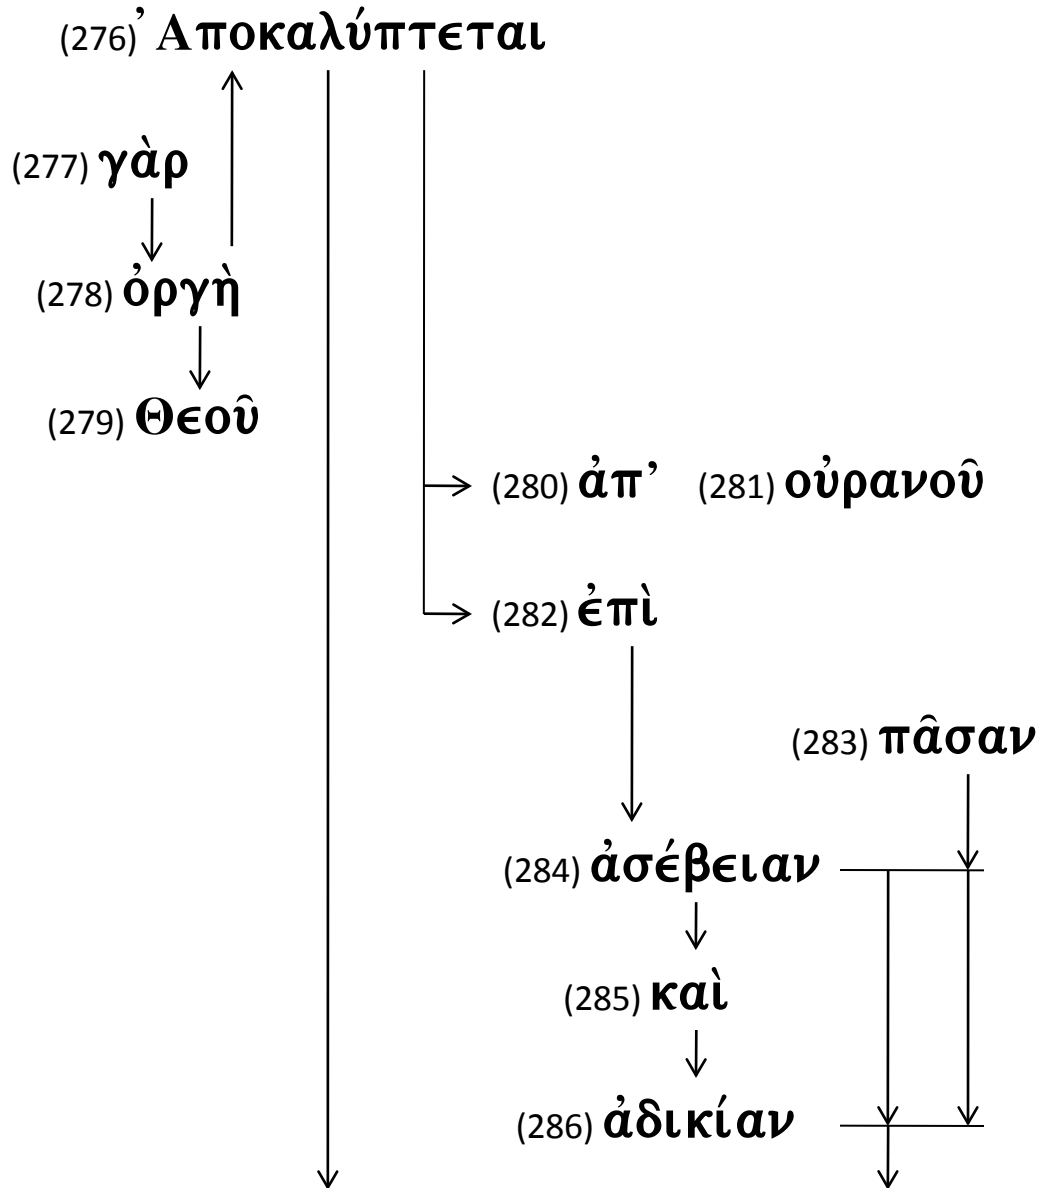 (276) ᾿Αποκαλύπτεται
(277) γὰρ
(278) ὀργὴ
(279) Θεοῦ
(280) ἀπ’ (281) οὐρανοῦ
(282) ἐπὶ
(283) πᾶσαν
(284) ἀσέβειαν
(285) καὶ
(286) ἀδικίαν